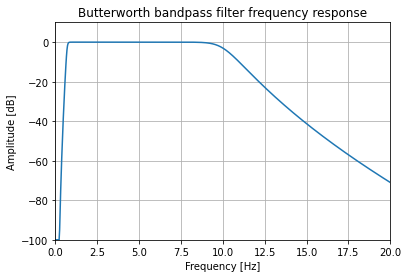 Butterworth bandpass filter frequency response
0
−20
−40
−60
−80
−100
Amplitude [dB]
0.0 2.5 5.0 7.5 10.0 12.5 15.0 17.5 20.0
Frequency [Hz]